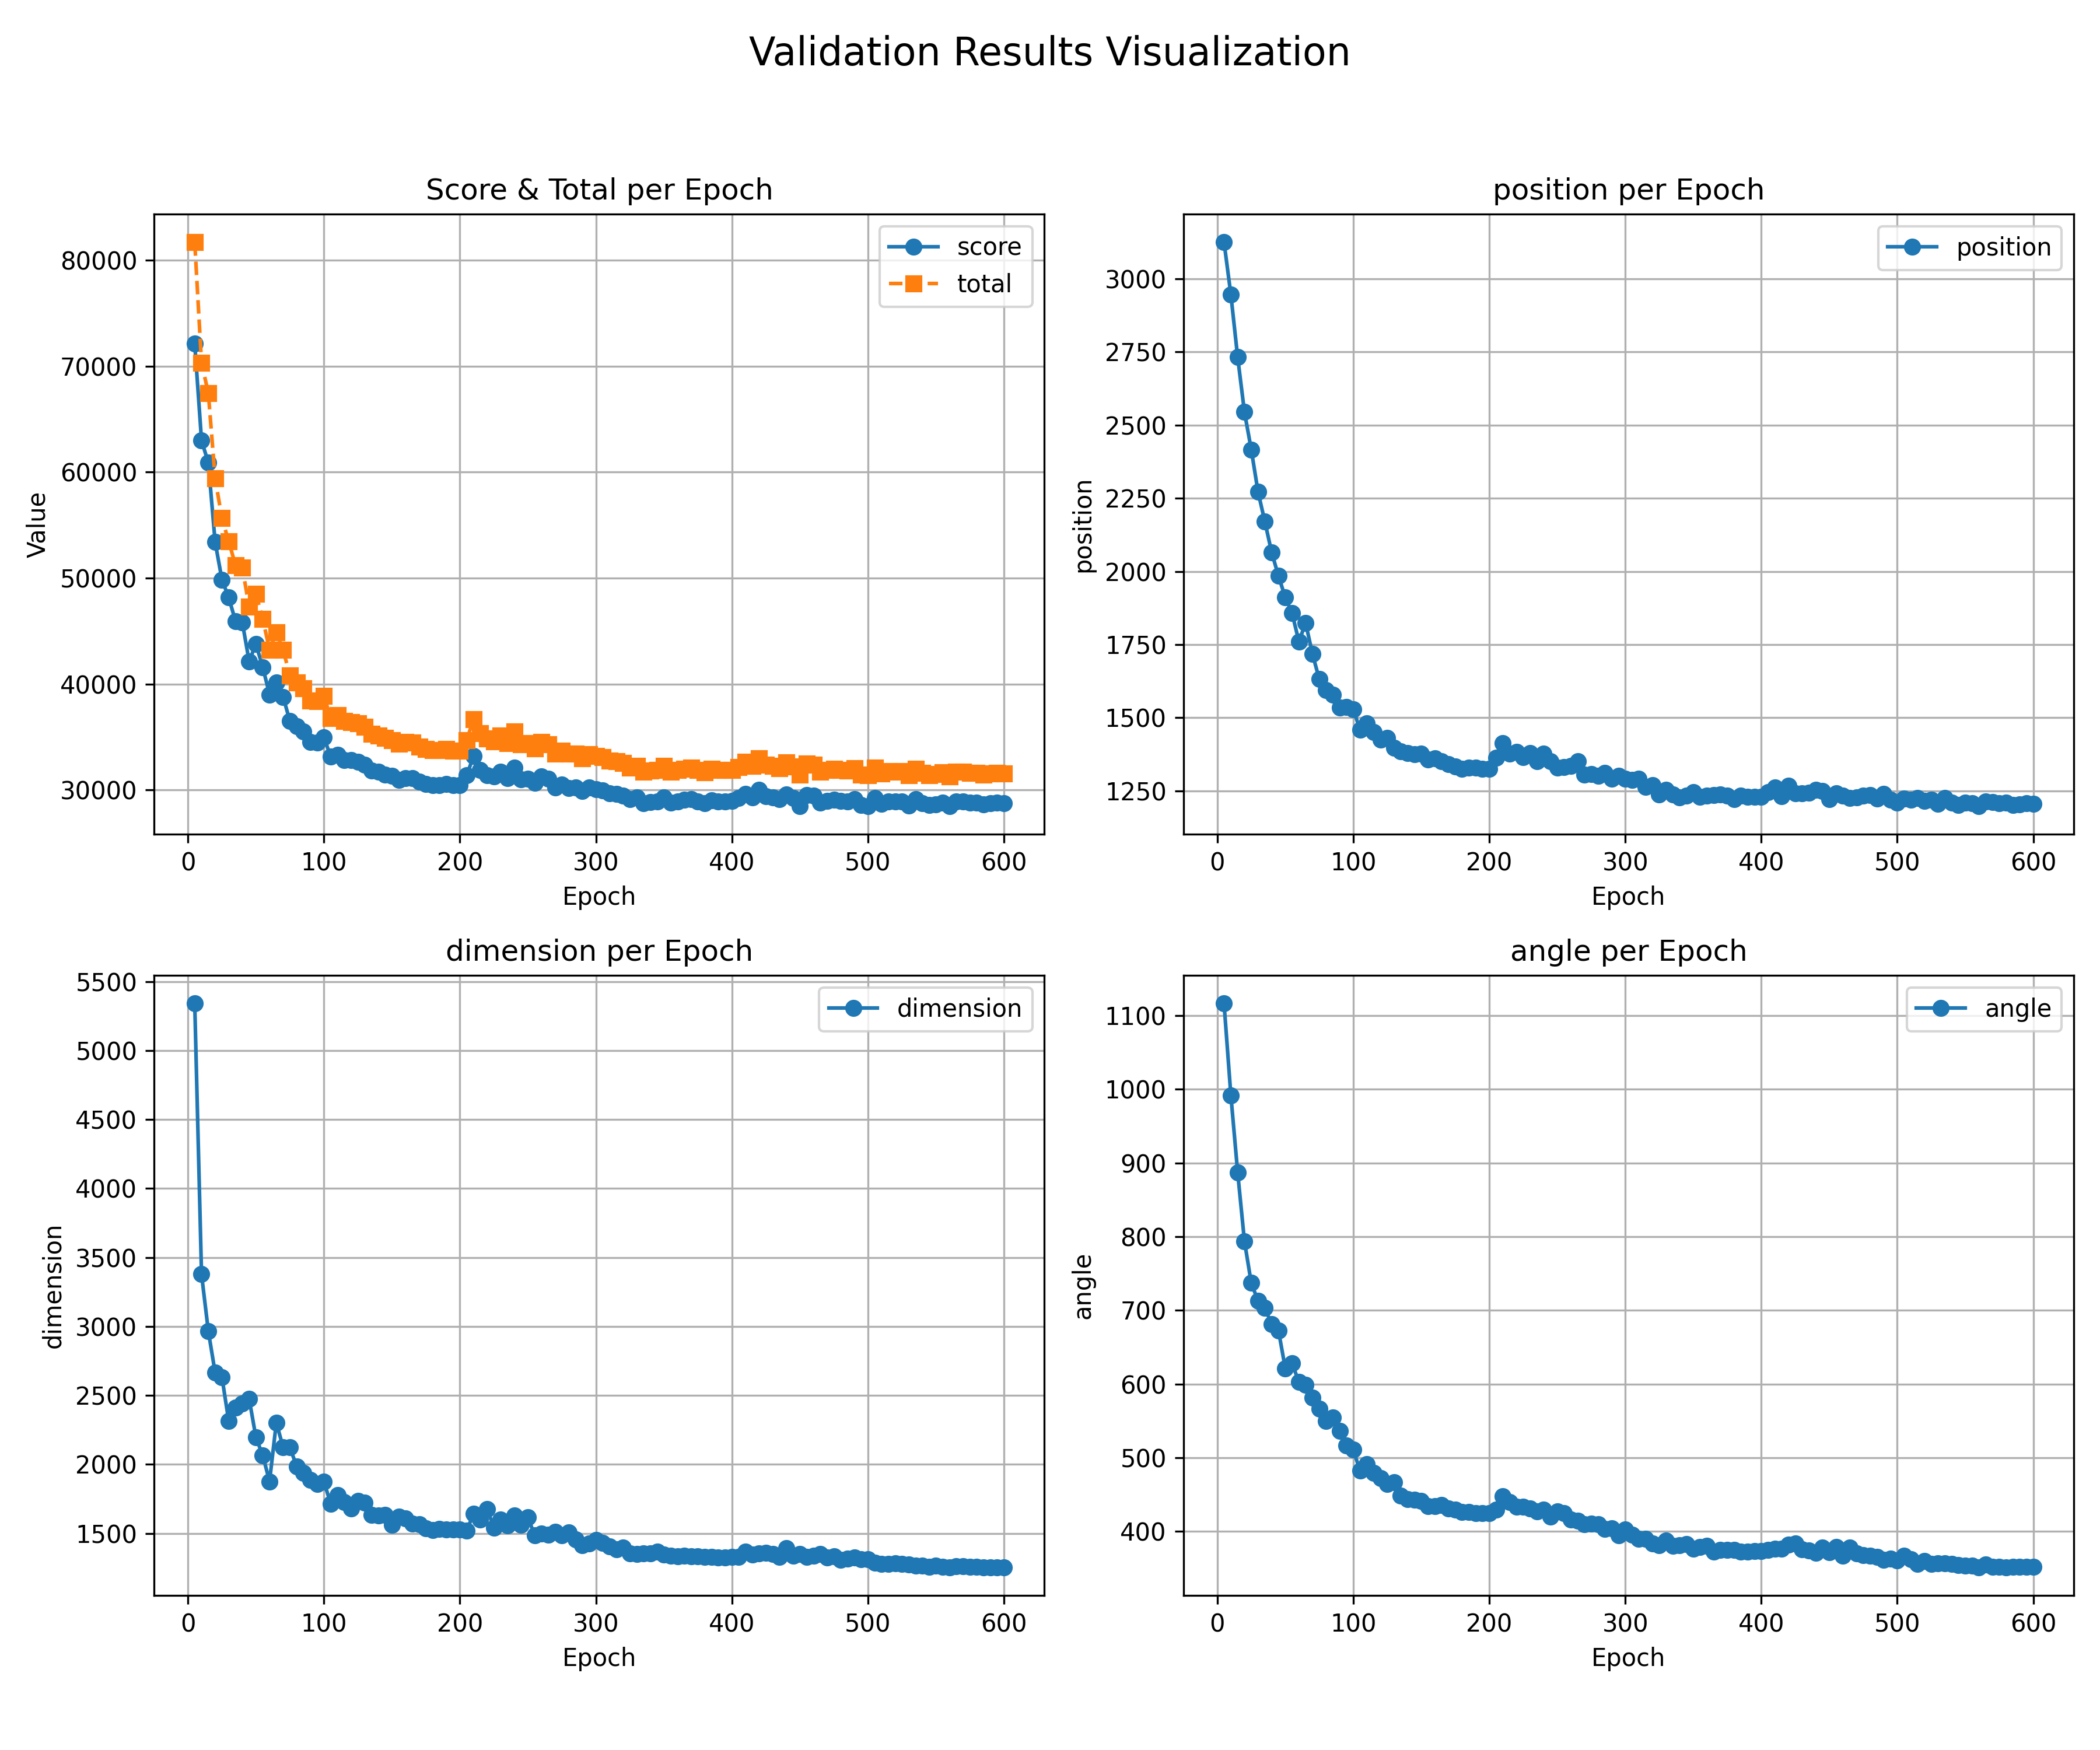 Validation Results Visualization
Score & Total per Epoch
80000
70000
60000
50000
40000
30000
Value
score
total
0 100 200 300 400 500 600
Epoch
position per Epoch
3000
2750
2500
2250
2000
1750
1500
1250
position
position
0 100 200 300 400 500 600
Epoch
dimension per Epoch
5500
5000
4500
4000
3500
3000
2500
2000
1500
dimension
dimension
0 100 200 300 400 500 600
Epoch
angle per Epoch
1100
1000
900
800
700
600
500
400
angle
angle
0 100 200 300 400 500 600
Epoch